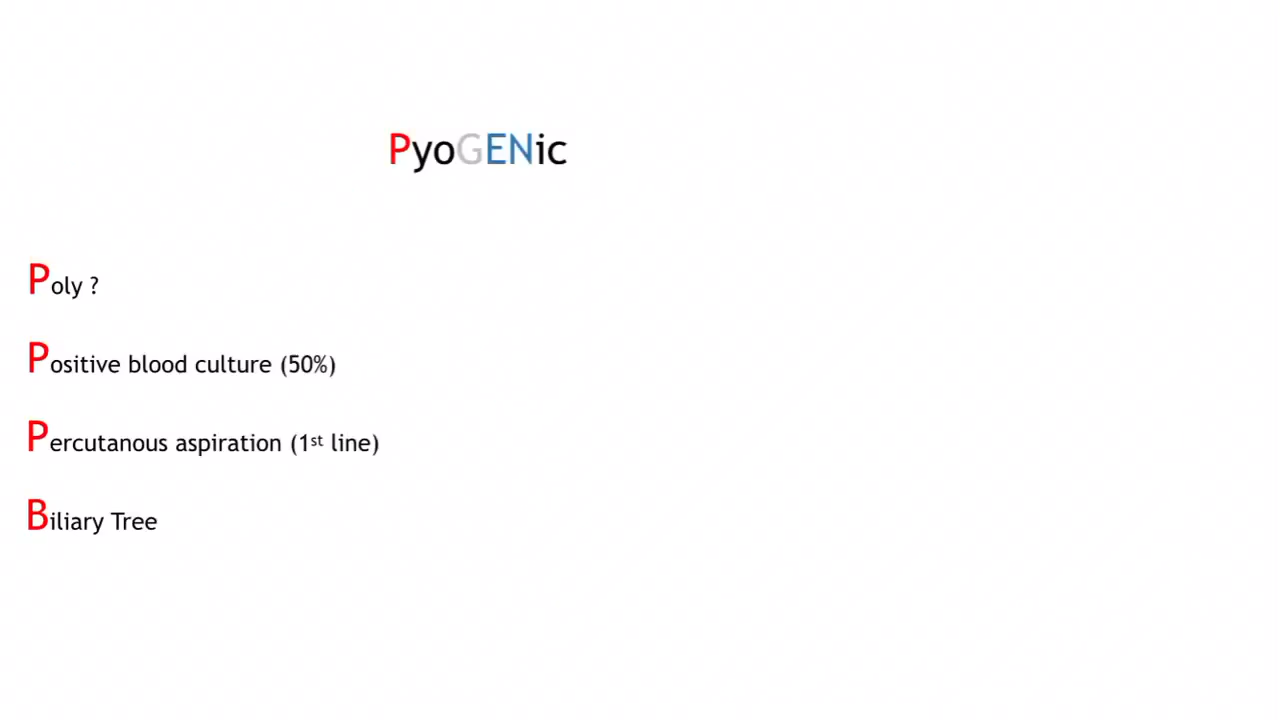 PyoGENic
Poly ?
Positive blood culture (50%)
Percutanous aspiration (1st line)
Biliary Tree